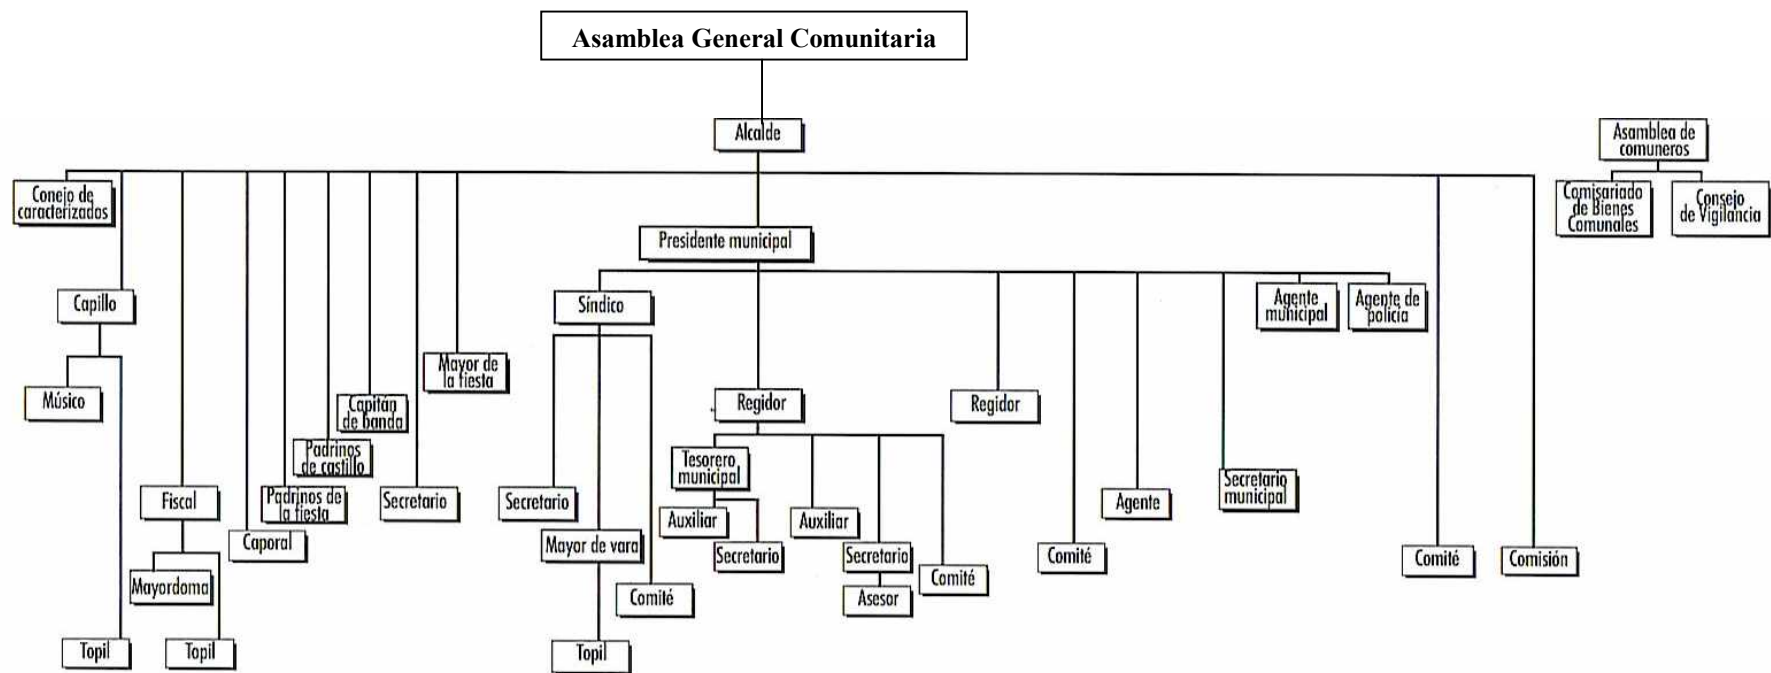 Asamblea General Comunitaria
Alcalde
Asamblea de
comuneros
Conejo de
caracterizados
Comisariado
de Bienes
Comunales
Consejo
de Vigilancia
Presidente municipal
Capillo
Síndico
Agente
municipal
Agente de
policía
Mayor de
la fiesta
Músico
Capitán
de banda
Regidor
Regidor
Padrinos
de castillo
Tesorero
municipal
Secretario
municipal
Fiscal
Padrinos de
la fiesta
Secretario
Secretario
Agente
Auxiliar
Auxiliar
Caporal
Mayor de vara
Secretario
Secretario
Comité
Comité
Comisión
Mayordoma
Comité
Asesor
Comité
Topil
Topil
Topil